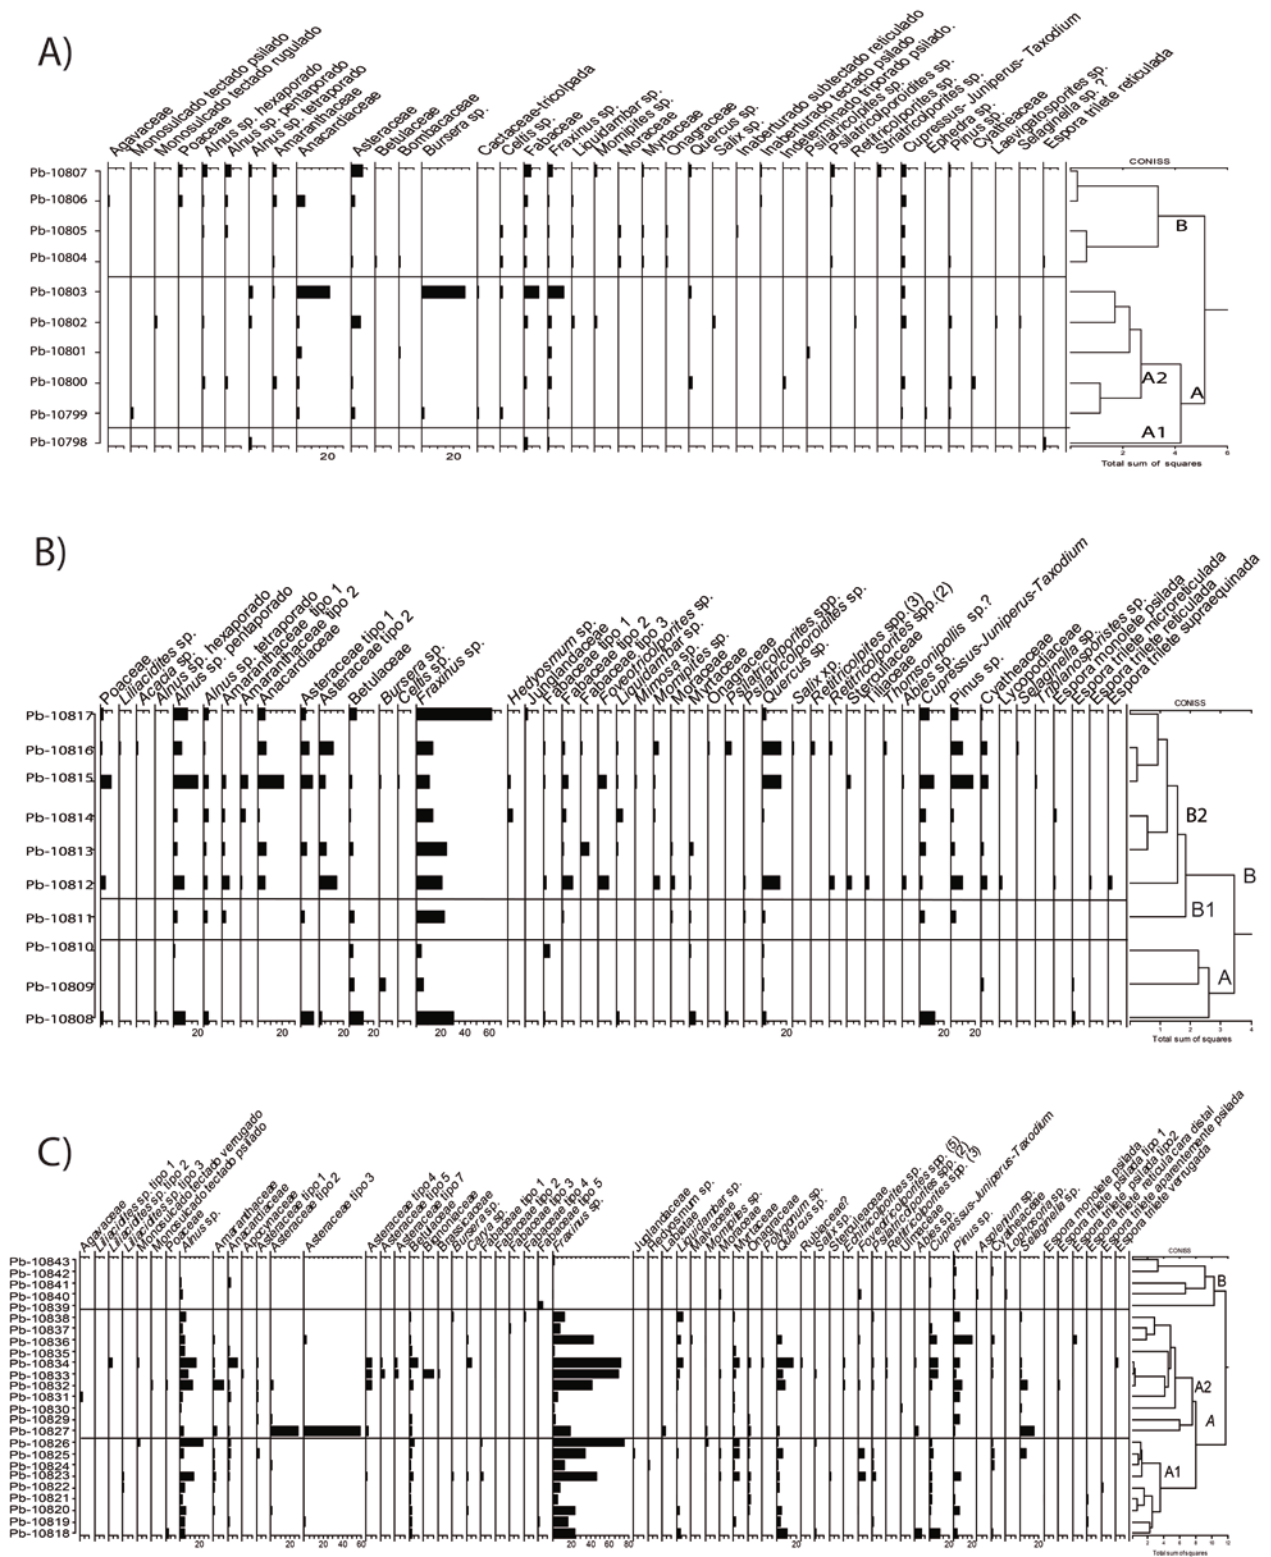 A)
Agavaceae
Monosulcado tectado psilado
Monosulcado tectado rugulado
Poaceae
Alnus sp. hexaporado
Alnus sp. pentaporado
Alnus sp. tetraporado
Amaranthaceae
Anacardiaceae
Asteraceae
Betulaceae
Bombacaceae
Bursera sp.
Cactaceae-tricolpada
Celtis sp.
Fabaceae
Fraxinus sp.
Liquidambar sp.
Momipites sp.
Moraceae
Myrtaceae
Onagraceae
Quercus sp.
Salix sp.
Inaberturado subtectado reticulado
Inaberturado tectado psilado
Indeterminado triporado psilado.
Psilatricolpites sp.
Psilatricolporoidites sp.
Retitricolporites sp.
Striatricolporites sp.
Cupressus- Juniperus- Taxodium
Ephedra sp.
Pinus sp.
Cyatheaceae
Laevigatosporites sp.
Selaginella sp. ?
Espora trilete reticulada
CONISS
Pb-10807
Pb-10806
Pb-10805
Pb-10804
Pb-10803
Pb-10802
Pb-10801
Pb-10800
Pb-10799
Pb-10798
B
A2
A
A1
20 20
2 4 6
Total sum of squares
B)
Poaceae
Liliacidites sp.
Acacia sp.
Alnus sp. hexaporado
Alnus sp. pentaporado
Alnus sp. tetraporado
Amaranthaceae tipo 1
Amaranthaceae tipo 2
Anacardiaceae
Asteraceae tipo 1
Asteraceae tipo 2
Betulaceae
Bursera sp.
Celtis sp.
Fraxinus sp.
Hedyosmum sp.
Jungландaceae
Fabaceae tipo 1
Fabaceae tipo 2
Fabaceae tipo 3
Foveotricolporites sp.
Liquidambar sp.
Mimosa sp.
Momipites sp.
Moraceae
Myrtaceae
Onagraceae
Psilatricolporites spp.
Psilatricolporoidites sp.
Quercus sp.
Salix sp.
Retitricolpites spp.(3)
Retitricolporites spp.(2)
Sterculiaceae
Tiliaceae
Thomsonipollis sp.?
Abies sp.
Cupressus-Juniperus-Taxodium
Pinus sp.
Cyatheaceae
Lycopodiaceae
Selaginella sp.
Triplanosporites sp.
Espora monolete psilada
Espora trilete microreticulada
Espora trilete reticulada
Espora trilete supraequinada
CONISS
Pb-10817
Pb-10816
Pb-10815
Pb-10814
Pb-10813
Pb-10812
Pb-10811
Pb-10810
Pb-10809
Pb-10808
B2
B
B1
A
20 20 20 20 20 40 60 20 20 20
1 2 3 4
Total sum of squares
C)
Agavaceae
Liliacidites sp. tipo 1
Liliacidites sp. tipo 2
Liliacidites sp. tipo 3
Monosulcado tectado verrugado
Monosulcado tectado psilado
Poaceae
Alnus sp.
Amaranthaceae
Anacardiaceae
Apocynaceae
Asteraceae tipo 1
Asteraceae tipo 2
Asteraceae tipo 3
Asteraceae tipo4
Asteraceae tipo 5
Asteraceae tipo7
Betulaceae
Bignoniaceae
Brassicaceae
Bursera sp.
Carya sp.
Fabaceae tipo 1
Fabaceae tipo 2
Fabaceae tipo 3
Fabaceae tipo 4
Fabaceae tipo 5
Fraxinus sp.
Juglandaceae
Hedyosmum sp.
Labiatae
Liquidambar sp.
Malvaceae
Momipites sp.
Moraceae
Myrtaceae
Onagraceae
Polygonum sp.
Quercus sp.
Rubiaceae?
Salix sp.
Sterculiaceae
Ulmaceae
Abies sp.
Cupressus-Juniperus-Taxodium
Pinus sp.
Asplenium sp.
Cyatheaceae
Lophosoria sp.
Selaginella sp.
Espora monolete psilada
Espora trilete psilada tipo 1
Espora trilete psilada tipo2
Espora trilete psilacula cara distal
Espora trilete aparentemente psilada
Espora trilete verrugada
CONISS
Pb-10843
Pb-10842
Pb-10841
Pb-10840
Pb-10839
Pb-10838
Pb-10837
Pb-10836
Pb-10835
Pb-10834
Pb-10833
Pb-10832
Pb-10831
Pb-10830
Pb-10829
Pb-10827
Pb-10826
Pb-10825
Pb-10824
Pb-10823
Pb-10822
Pb-10821
Pb-10820
Pb-10819
Pb-10818
B
A2
A
A1
20 20 20 40 60 20 40 60 80 20 20 20
2 4 6 8 10 12
Total sum of squares